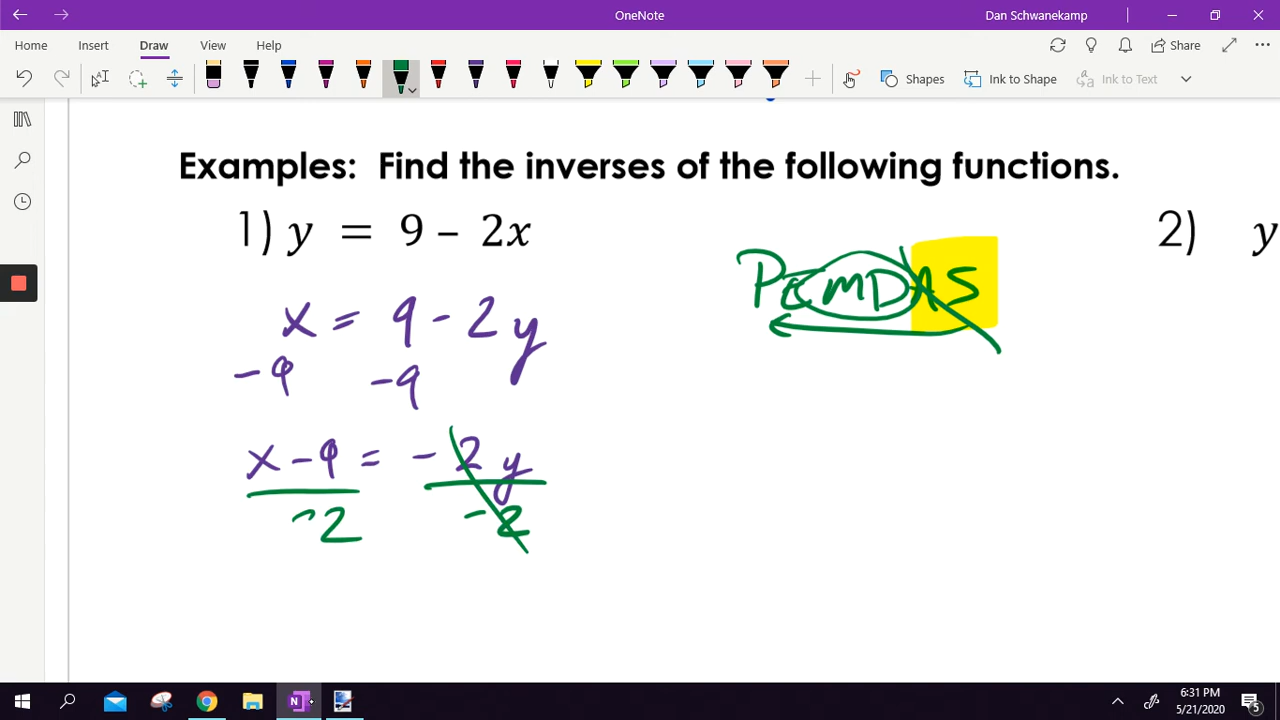 OneNote
Dan Schwanekamp
Home Insert Draw View Help
Share
Shapes Ink to Shape Ink to Text
Examples: Find the inverses of the following functions.
1) y = 9 – 2x
2) y
PEMDAS
x = 9 - 2y
-9 -9
x - 9 = - 2y
-2 -2
6:31 PM
5/21/2020
5